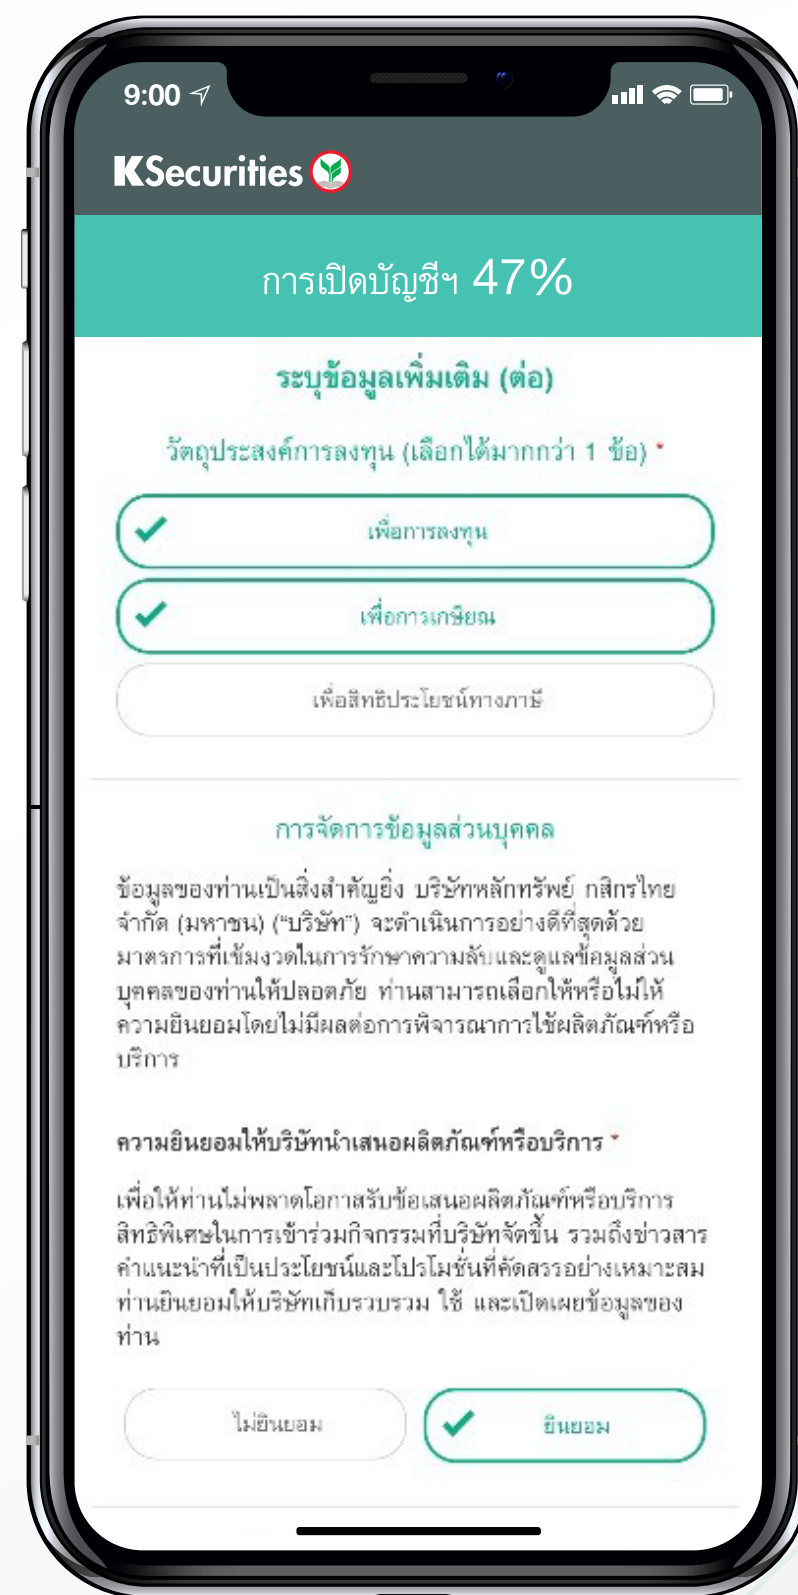 9:00
KSecurities
การเปิดบัญชีฯ 47%
ระบุข้อมูลเพิ่มเติม (ต่อ)
วัตถุประสงค์การลงทุน (เลือกได้มากกว่า 1 ข้อ) *
เพื่อการลงทุน
เพื่อการเกษียณ
เพื่อสิทธิประโยชน์ทางภาษี
การจัดการข้อมูลส่วนบุคคล
ข้อมูลของท่านเป็นสิ่งสำคัญยิ่ง บริษัทหลักทรัพย์ กสิกรไทย
จำกัด (มหาชน) (“บริษัท”) จะดำเนินการอย่างดีที่สุดด้วย
มาตรการที่เข้มงวดในการรักษาความลับและดูแลข้อมูลส่วน
บุคคลของท่านให้ปลอดภัย ท่านสามารถเลือกให้หรือไม่ให้
ความยินยอมโดยไม่มีผลต่อการพิจารณาการใช้ผลิตภัณฑ์หรือ
บริการ
ความยินยอมให้บริษัทนำเสนอผลิตภัณฑ์หรือบริการ *
เพื่อให้ท่านไม่พลาดโอกาสรับข้อเสนอผลิตภัณฑ์หรือบริการ
สิทธิพิเศษในการเข้าร่วมกิจกรรมที่บริษัทจัดขึ้น รวมถึงข่าวสาร
คำแนะนำที่เป็นประโยชน์และโปรโมชั่นที่คัดสรรอย่างเหมาะสม
ท่านยินยอมให้บริษัทเก็บรวบรวม ใช้ และเปิดเผยข้อมูลของ
ท่าน
ไม่ยินยอม
ยินยอม